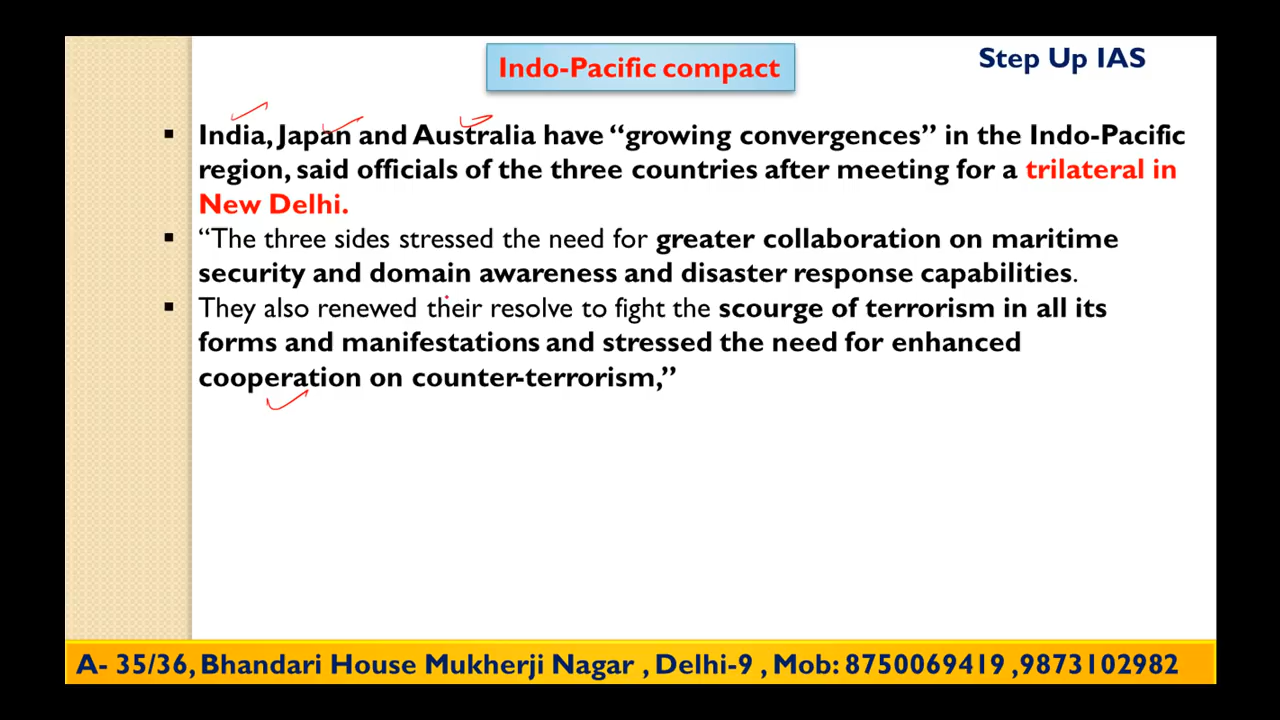 Indo-Pacific compact
Step Up IAS
▪ India, Japan and Australia have “growing convergences” in the Indo-Pacific
region, said officials of the three countries after meeting for a trilateral in
New Delhi.
▪ “The three sides stressed the need for greater collaboration on maritime
security and domain awareness and disaster response capabilities.
▪ They also renewed their resolve to fight the scourge of terrorism in all its
forms and manifestations and stressed the need for enhanced
cooperation on counter-terrorism,”
A- 35/36, Bhandari House Mukherji Nagar , Delhi-9 , Mob: 8750069419 ,9873102982